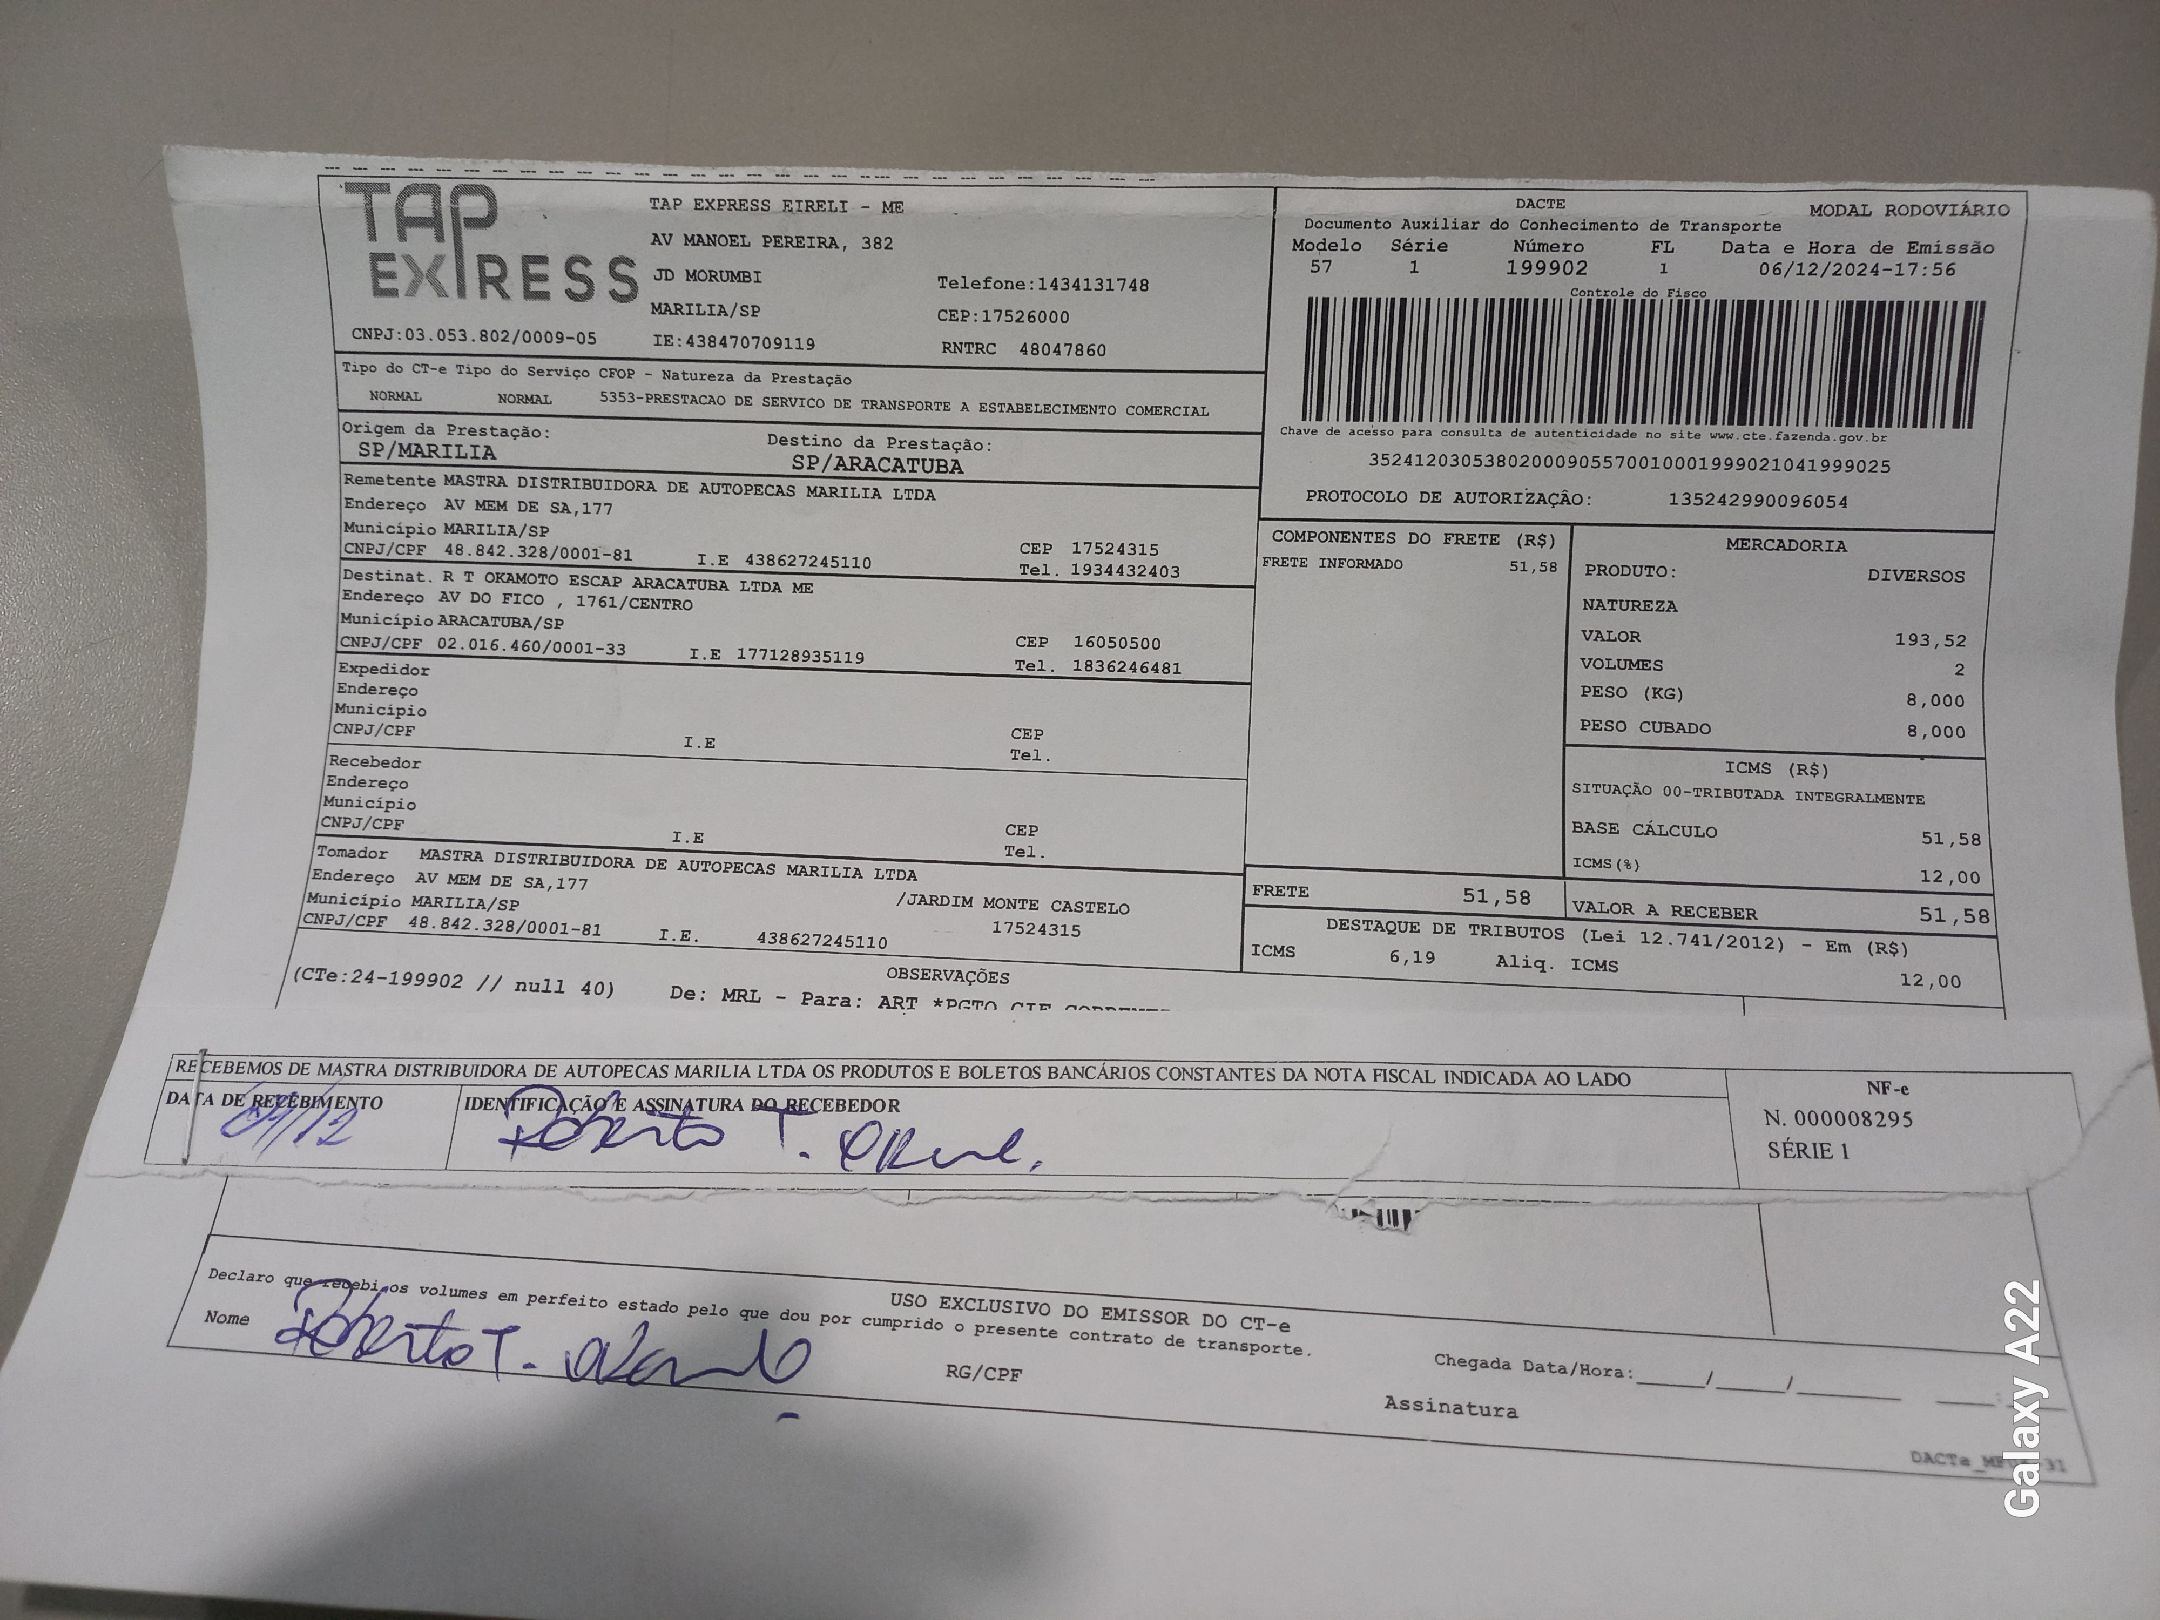 TAP EXPRESS
TAP EXPRESS EIRELI - ME
AV MANOEL PEREIRA, 382
JD MORUMBI
Telefone:1434131748
MARILIA/SP
CEP:17526000
CNPJ:03.053.802/0009-05
IE:438470709119
RNTRC 48047860
DACTE
MODAL RODOVIÁRIO
Documento Auxiliar do Conhecimento de Transporte
Modelo Série Número FL Data e Hora de Emissão
57 1 199902 1 06/12/2024-17:56
Controle do Fisco
Chave de acesso para consulta de autenticidade no site www.cte.fazenda.gov.br
35241203053802000905570010001999021041999025
PROTOCOLO DE AUTORIZAÇÃO: 135242990096054
Tipo do CT-e Tipo do Serviço CFOP - Natureza da Prestação
NORMAL NORMAL 5353-PRESTACAO DE SERVICO DE TRANSPORTE A ESTABELECIMENTO COMERCIAL
Origem da Prestação: Destino da Prestação:
SP/MARILIA SP/ARACATUBA
Remetente MASTRA DISTRIBUIDORA DE AUTOPECAS MARILIA LTDA
Endereço AV MEM DE SA,177
Município MARILIA/SP CEP 17524315
CNPJ/CPF 48.842.328/0001-81 I.E 438627245110 Tel. 1934432403
Destinat. R T OKAMOTO ESCAP ARACATUBA LTDA ME
Endereço AV DO FICO , 1761/CENTRO
Município ARACATUBA/SP CEP 16050500
CNPJ/CPF 02.016.460/0001-33 I.E 177128935119 Tel. 1836246481
Expedidor
Endereço
Município CEP
CNPJ/CPF I.E Tel.
Recebedor
Endereço
Município CEP
CNPJ/CPF I.E Tel.
Tomador MASTRA DISTRIBUIDORA DE AUTOPECAS MARILIA LTDA
Endereço AV MEM DE SA,177 /JARDIM MONTE CASTELO
Município MARILIA/SP 17524315
CNPJ/CPF 48.842.328/0001-81 I.E. 438627245110
COMPONENTES DO FRETE (R$)
FRETE INFORMADO 51,58
MERCADORIA
PRODUTO: DIVERSOS
NATUREZA
VALOR 193,52
VOLUMES 2
PESO (KG) 8,000
PESO CUBADO 8,000
ICMS (R$)
SITUAÇÃO 00-TRIBUTADA INTEGRALMENTE
BASE CÁLCULO 51,58
ICMS(%) 12,00
FRETE 51,58 VALOR A RECEBER 51,58
DESTAQUE DE TRIBUTOS (Lei 12.741/2012) - Em (R$)
ICMS 6,19 Aliq. ICMS 12,00
OBSERVAÇÕES
(CTe:24-199902 // null 40) De: MRL - Para: ART *PGTO CIF
RECEBEMOS DE MASTRA DISTRIBUIDORA DE AUTOPECAS MARILIA LTDA OS PRODUTOS E BOLETOS BANCÁRIOS CONSTANTES DA NOTA FISCAL INDICADA AO LADO
DATA DE RECEBIMENTO IDENTIFICAÇÃO E ASSINATURA DO RECEBEDOR
Roberto T.
NF-e
N. 000008295
SÉRIE 1
USO EXCLUSIVO DO EMISSOR DO CT-e
Declaro que recebi os volumes em perfeito estado pelo que dou por cumprido o presente contrato de transporte.
Nome Roberto T.
RG/CPF
Chegada Data/Hora:_____/_____/________
Assinatura
Galaxy A22